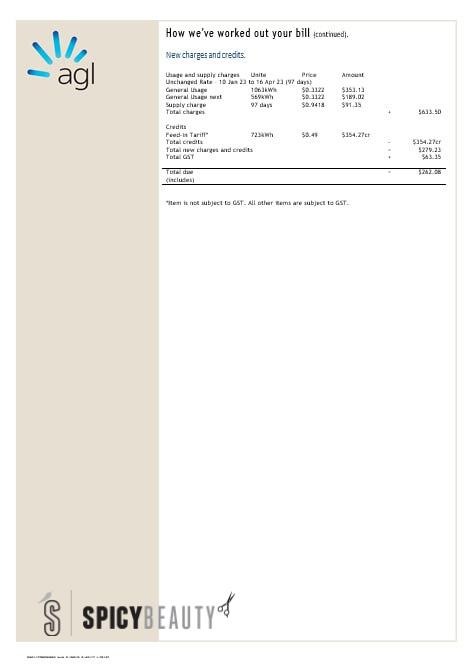 How we've worked out your bill (continued).
New charges and credits.
agl
Usage and supply charges Units Price Amount
Unchanged Rate - 10 Jan 23 to 16 Apr 23 (97 days)
General Usage 1063kWh $0.3322 $353.13
General Usage next 569kWh $0.3322 $189.02
Supply charge 97 days $0.9418 $91.35
Total charges + $633.50
Credits
Feed-in Tariff* 723kWh $0.49 $354.27cr
Total credits - $354.27cr
Total new charges and credits = $279.23
Total GST + $63.35
Total due = $262.08
(includes)
*Item is not subject to GST. All other items are subject to GST.
S SPICYBEAUTY